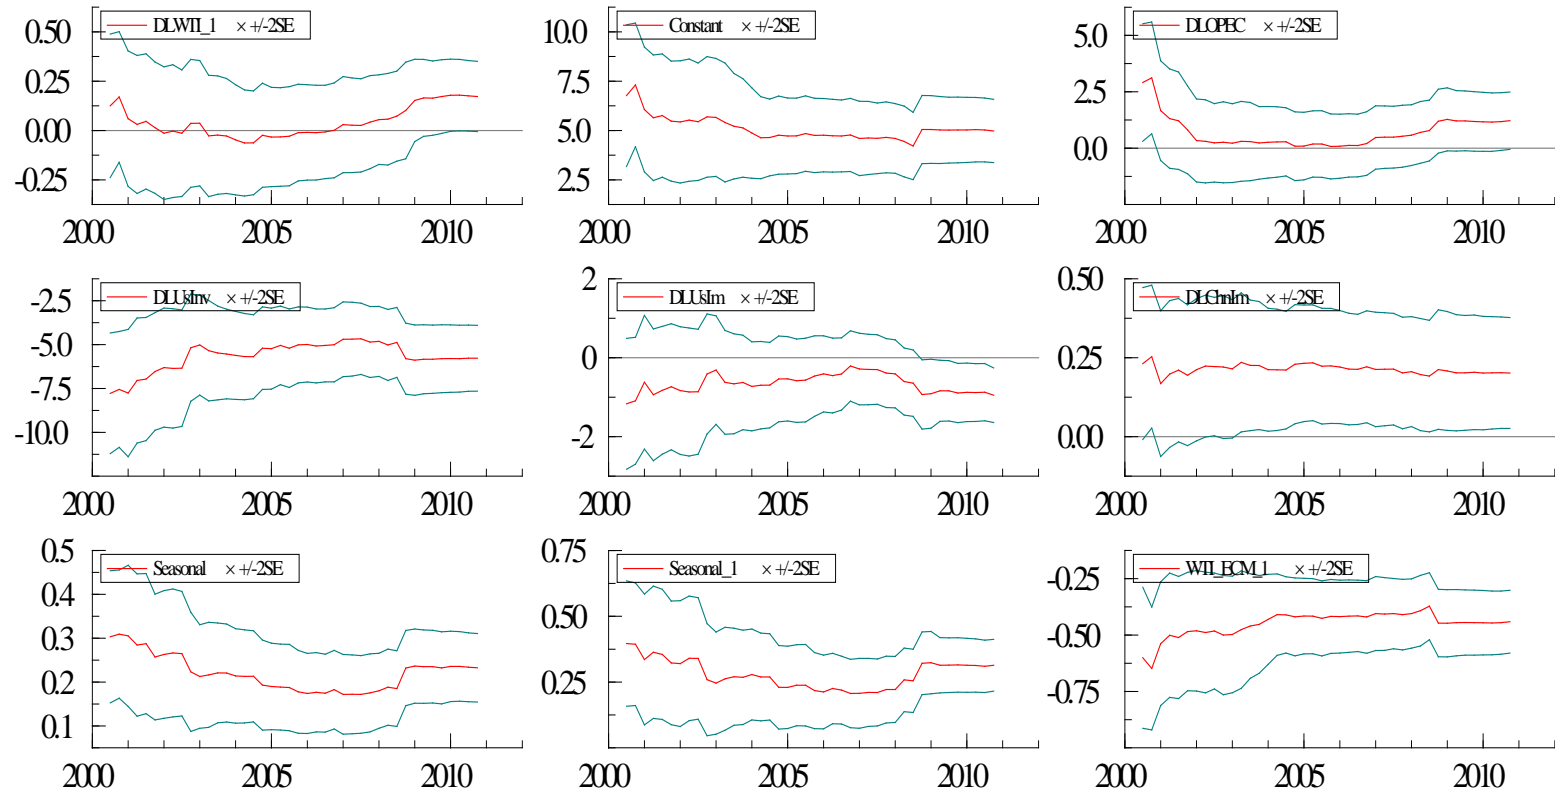 DLWTI_1 × +/-2SE
0.50
0.25
0.00
-0.25
2000 2005 2010
Constant × +/-2SE
10.0
7.5
5.0
2.5
2000 2005 2010
DLOPEC × +/-2SE
5.0
2.5
0.0
2000 2005 2010
DLUsInv × +/-2SE
-2.5
-5.0
-7.5
-10.0
2000 2005 2010
DLUsIm × +/-2SE
2
0
-2
2000 2005 2010
DLChnIm × +/-2SE
0.50
0.25
0.00
2000 2005 2010
Seasonal × +/-2SE
0.5
0.4
0.3
0.2
0.1
2000 2005 2010
Seasonal_1 × +/-2SE
0.75
0.50
0.25
2000 2005 2010
WTI_ECM_1 × +/-2SE
-0.25
-0.50
-0.75
2000 2005 2010